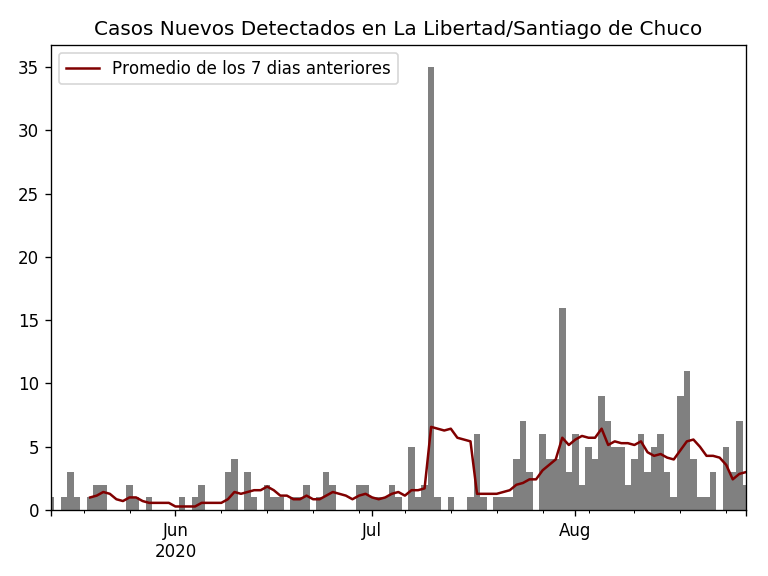 Casos Nuevos Detectados en La Libertad/Santiago de Chuco
Promedio de los 7 dias anteriores
35
30
25
20
15
10
5
0
Jun
2020
Jul
Aug